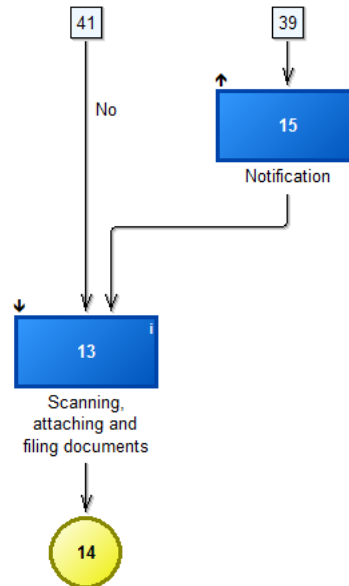 41
39
No
15
Notification
i
13
Scanning,
attaching and
filing documents
14